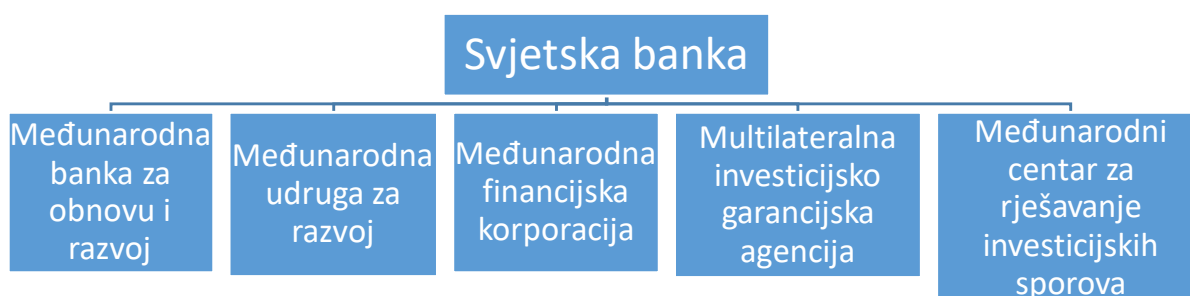 Svjetska banka
Međunarodna
banka za
obnovu i
razvoj
Međunarodna
udruga za
razvoj
Međunarodna
financijska
korporacija
Multilateralna
investicijsko
garancijska
agencija
Međunarodni
centar za
rješavanje
investicijskih
sporova